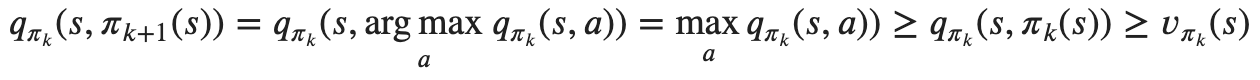 q_{π_k}(s, π_{k+1}(s)) = q_{π_k}(s, arg max_a q_{π_k}(s, a)) = max_a q_{π_k}(s, a)) ≥ q_{π_k}(s, π_k(s)) ≥ v_{π_k}(s)